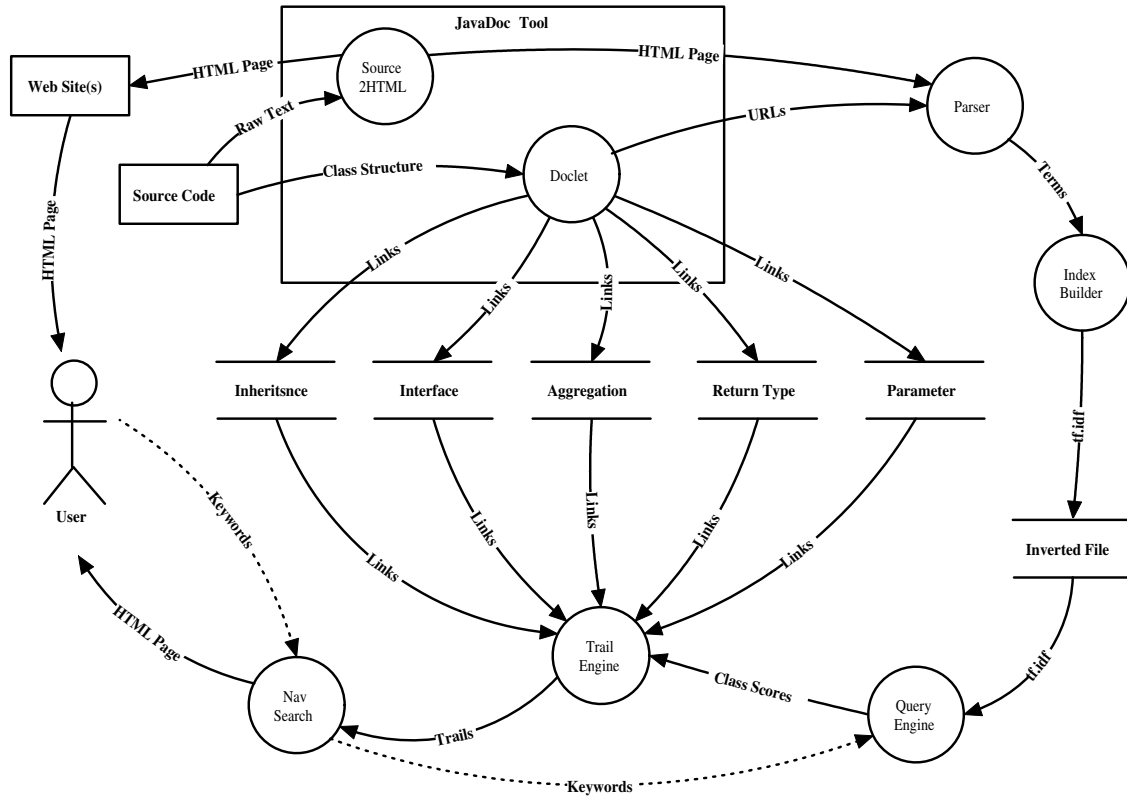 JavaDoc Tool
HTML Page
Source
2HTML
HTML Page
Web Site(s)
Parser
Raw Text
URLs
Class Structure
Doclet
Source Code
Terms
HTML Page
Links
Links
Links
Links
Links
Index
Builder
Inheritsnce
Interface
Aggregation
Return Type
Parameter
tf.idf
User
Keywords
Links
Links
Links
Links
Links
Inverted File
HTML Page
Trail
Engine
tf.idf
Class Scores
Nav
Search
Query
Engine
Trails
Keywords